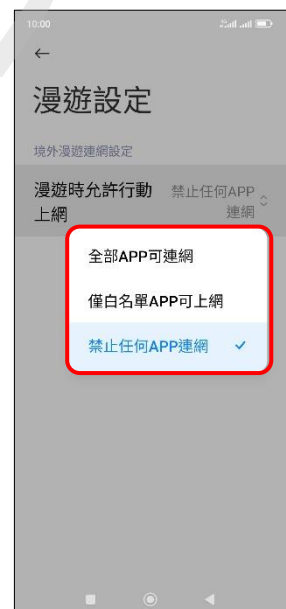 10:00
漫遊設定
境外漫遊連網設定
漫遊時允許行動
上網
禁止任何APP
連網
全部APP可連網
僅白名單APP可上網
禁止任何APP連網